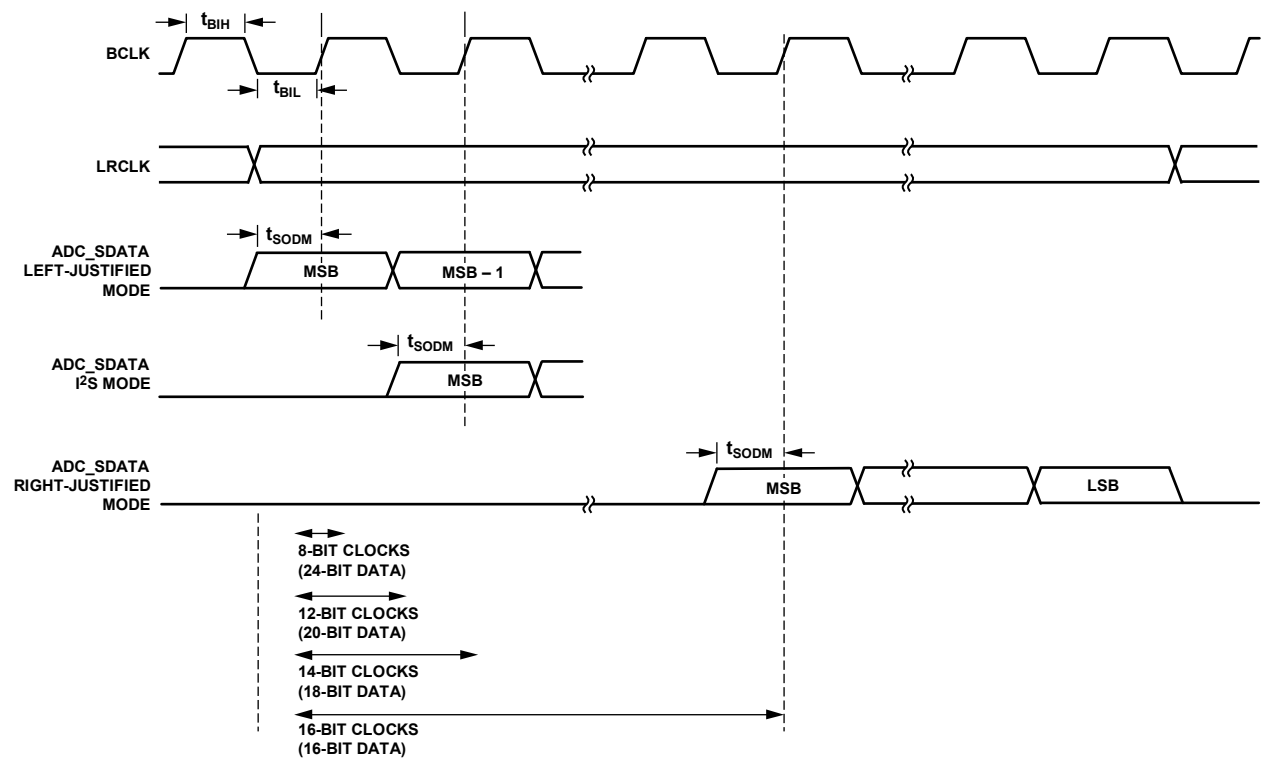 tBIH
BCLK
tBIL
LRCLK
tSODM
ADC_SDATA
LEFT-JUSTIFIED
MODE
MSB
MSB – 1
tSODM
ADC_SDATA
I2S MODE
MSB
tSODM
ADC_SDATA
RIGHT-JUSTIFIED
MODE
MSB
LSB
8-BIT CLOCKS
(24-BIT DATA)
12-BIT CLOCKS
(20-BIT DATA)
14-BIT CLOCKS
(18-BIT DATA)
16-BIT CLOCKS
(16-BIT DATA)